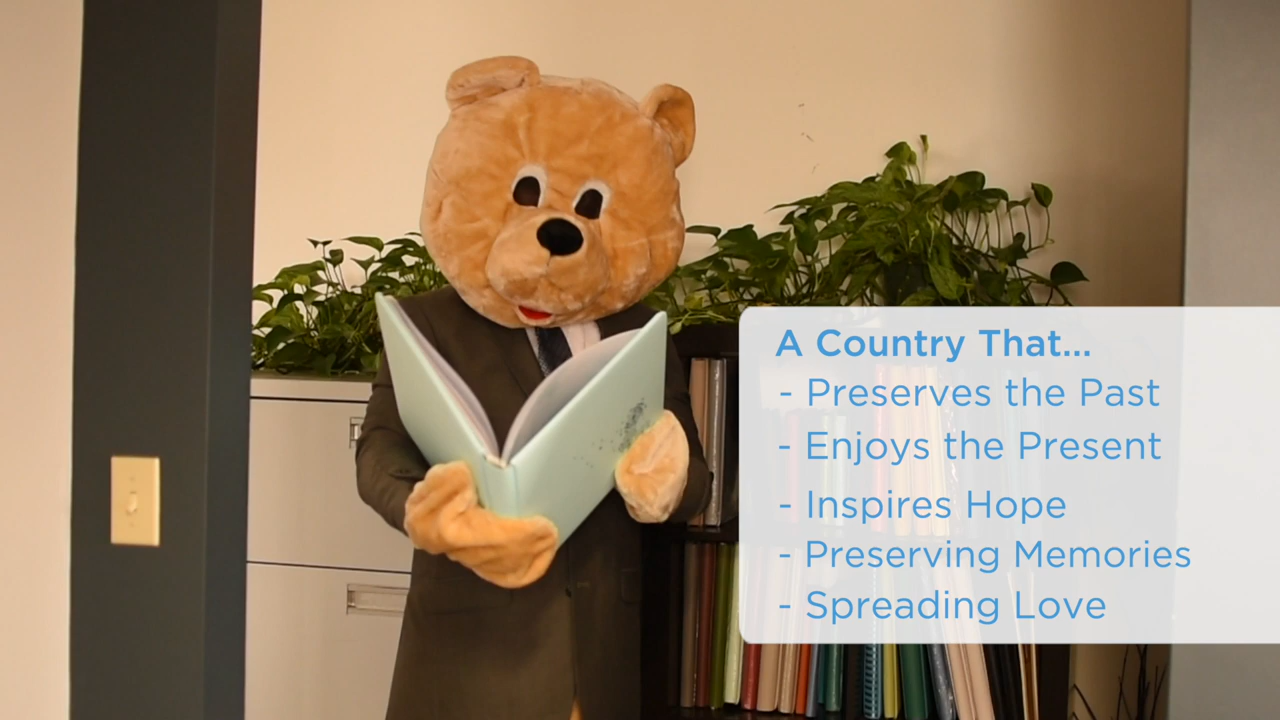 A Country That...
- Preserves the Past
- Enjoys the Present
- Inspires Hope
- Preserving Memories
- Spreading Love